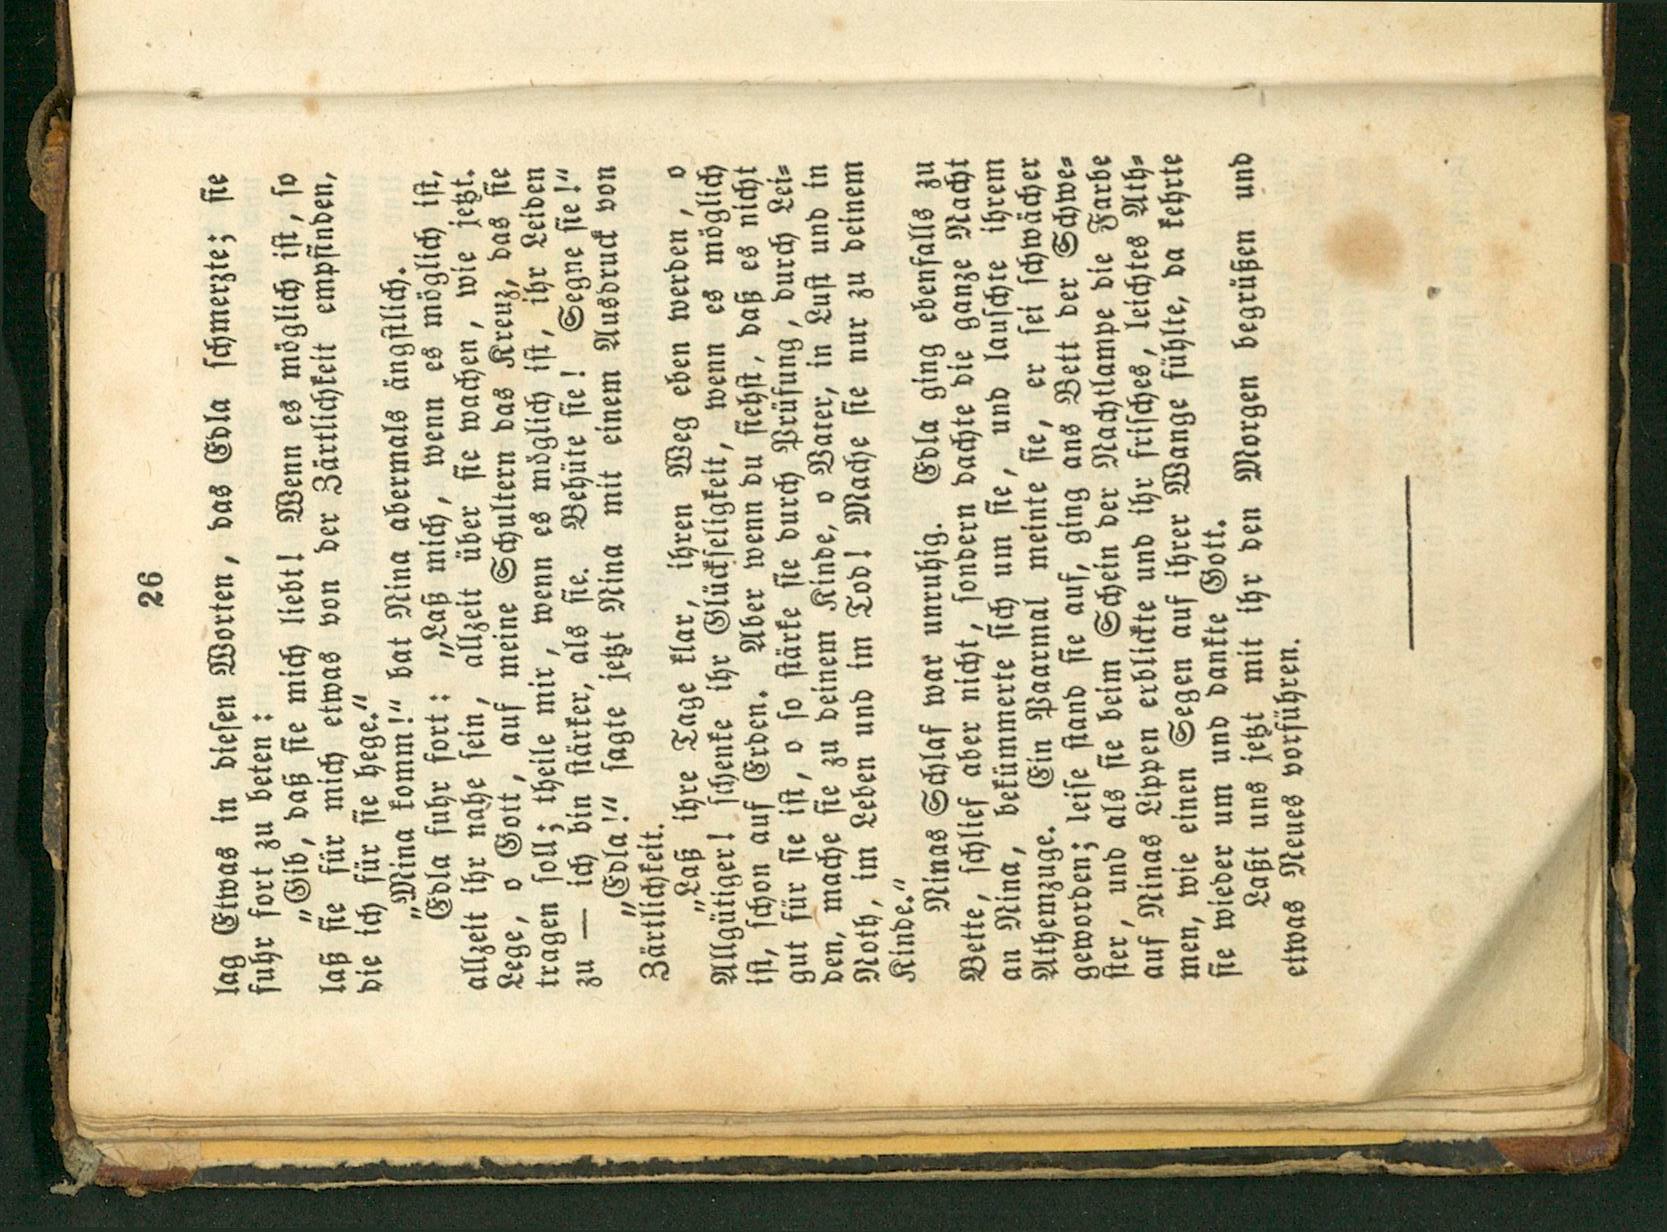 26
lag Etwas in diesen Worten, das Edla schmerzte; sie
fuhr fort zu beten:
„Gib, daß sie mich liebt! Wenn es möglich ist, so
laß sie für mich etwas von der Zärtlichkeit empfinden,
die ich für sie hege.“
„Mina komm!“ bat Nina abermals ängstlich.
Edla fuhr fort: „Laß mich, wenn es möglich ist,
allzeit ihr nahe sein, allzeit über sie wachen, wie jetzt.
Lege, o Gott, auf meine Schultern das Kreuz, das sie
tragen soll; theile mir, wenn es möglich ist, ihr Leiden
zu — ich bin stärker, als sie. Behüte sie! Segne sie!“
„Edla!“ sagte jetzt Nina mit einem Ausdruck von
Zärtlichkeit.
„Laß ihre Tage klar, ihren Weg eben werden, o
Allgütiger! schenke ihr Glückseligkeit, wenn es möglich
ist, schon auf Erden. Aber wenn du siehst, daß es nicht
gut für sie ist, o so stärke sie durch Prüfung, durch Lei-
den, mache sie zu deinem Kinde, o Vater, in Lust und in
Noth, im Leben und im Tod! Mache sie nur zu deinem
Kinde.“
Ninas Schlaf war unruhig. Edla ging ebenfalls zu
Bette, schlief aber nicht, sondern dachte die ganze Nacht
an Nina, bekümmerte sich um sie, und lauschte ihrem
Athemzuge. Ein Paarmal meinte sie, er sei schwächer
geworden; leise stand sie auf, ging ans Bett der Schwe-
ster, und als sie beim Schein der Nachtlampe die Farbe
auf Ninas Lippen erblickte und ihr frisches, leichtes Ath-
men, wie einen Segen auf ihrer Wange fühlte, da kehrte
sie wieder um und dankte Gott.
Laßt uns jetzt mit ihr den Morgen begrüßen und
etwas Neues vorführen.